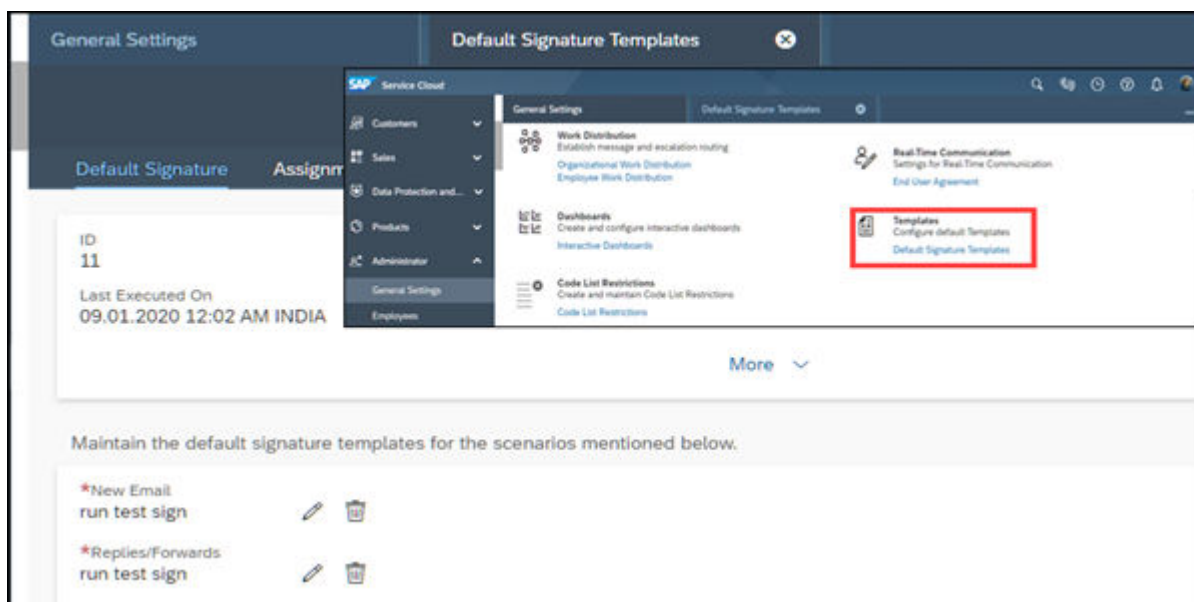 General Settings
Default Signature Templates
Default Signature
Assignm
ID
11
Last Executed On
09.01.2020 12:02 AM INDIA
SAP Service Cloud
Customers
Sales
Data Protection and...
Products
Administrator
General Settings
Employees
General Settings
Default Signature Templates
Work Distribution
Establish message and escalation routing
Organizational Work Distribution
Employee Work Distribution
Real-Time Communication
Settings for Real-Time Communication
End User Agreement
Dashboards
Create and configure interactive dashboards
Interactive Dashboards
Templates
Configure default Templates
Default Signature Templates
Code List Restrictions
Create and maintain Code List Restrictions
Code List Restrictions
More
Maintain the default signature templates for the scenarios mentioned below.
*New Email
run test sign
*Replies/Forwards
run test sign